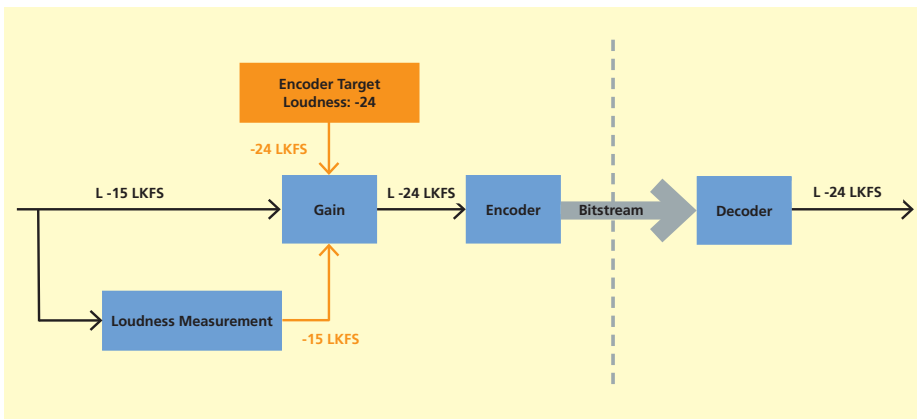 Encoder Target
Loudness: -24
-24 LKFS
L -15 LKFS
Gain
L -24 LKFS
Encoder
Bitstream
Decoder
L -24 LKFS
Loudness Measurement
-15 LKFS